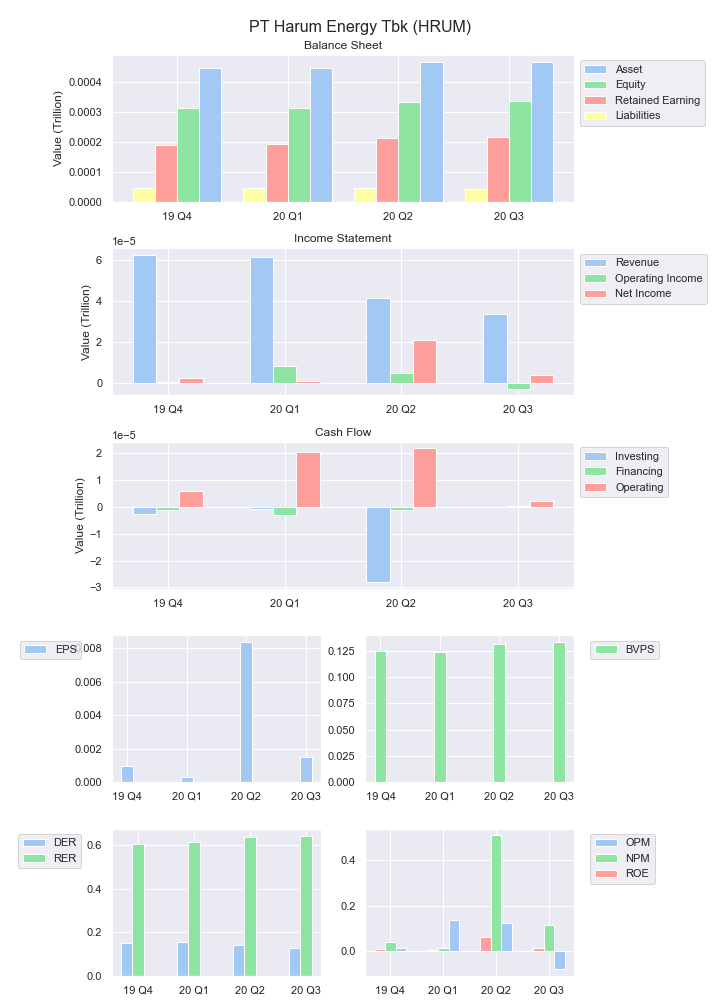 PT Harum Energy Tbk (HRUM)
Balance Sheet
Value (Trillion)
0.0004
0.0003
0.0002
0.0001
0.0000
19 Q4 20 Q1 20 Q2 20 Q3
Asset
Equity
Retained Earning
Liabilities
Income Statement
1e−5
Value (Trillion)
6
4
2
0
19 Q4 20 Q1 20 Q2 20 Q3
Revenue
Operating Income
Net Income
Cash Flow
1e−5
Value (Trillion)
2
1
0
−1
−2
−3
19 Q4 20 Q1 20 Q2 20 Q3
Investing
Financing
Operating
EPS
0.008
0.006
0.004
0.002
0.000
19 Q4 20 Q1 20 Q2 20 Q3
0.125
0.100
0.075
0.050
0.025
0.000
19 Q4 20 Q1 20 Q2 20 Q3
BVPS
DER
RER
0.6
0.4
0.2
0.0
19 Q4 20 Q1 20 Q2 20 Q3
0.4
0.2
0.0
19 Q4 20 Q1 20 Q2 20 Q3
OPM
NPM
ROE